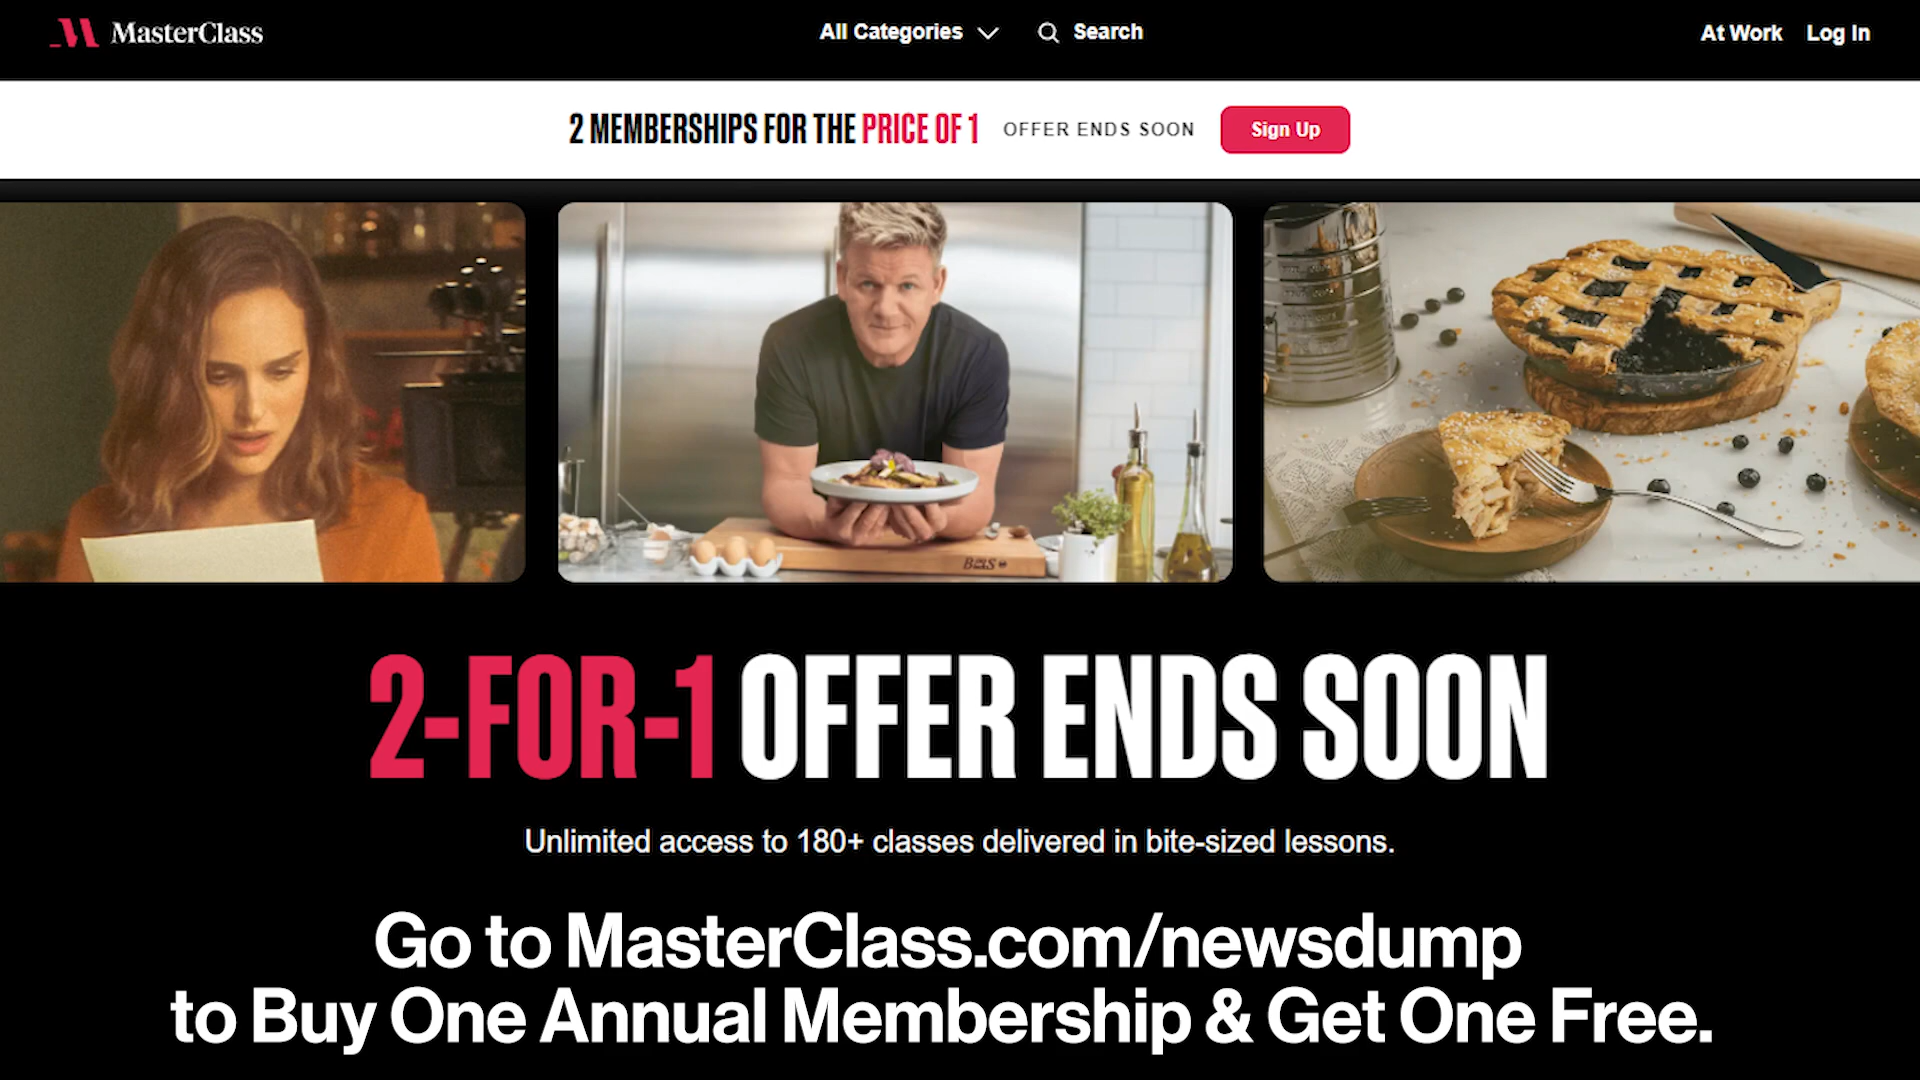 MasterClass
All Categories
Search
At Work
Log In
2 MEMBERSHIPS FOR THE PRICE OF 1
OFFER ENDS SOON
Sign Up
2-FOR-1 OFFER ENDS SOON
Unlimited access to 180+ classes delivered in bite-sized lessons.
Go to MasterClass.com/newsdump
to Buy One Annual Membership & Get One Free.